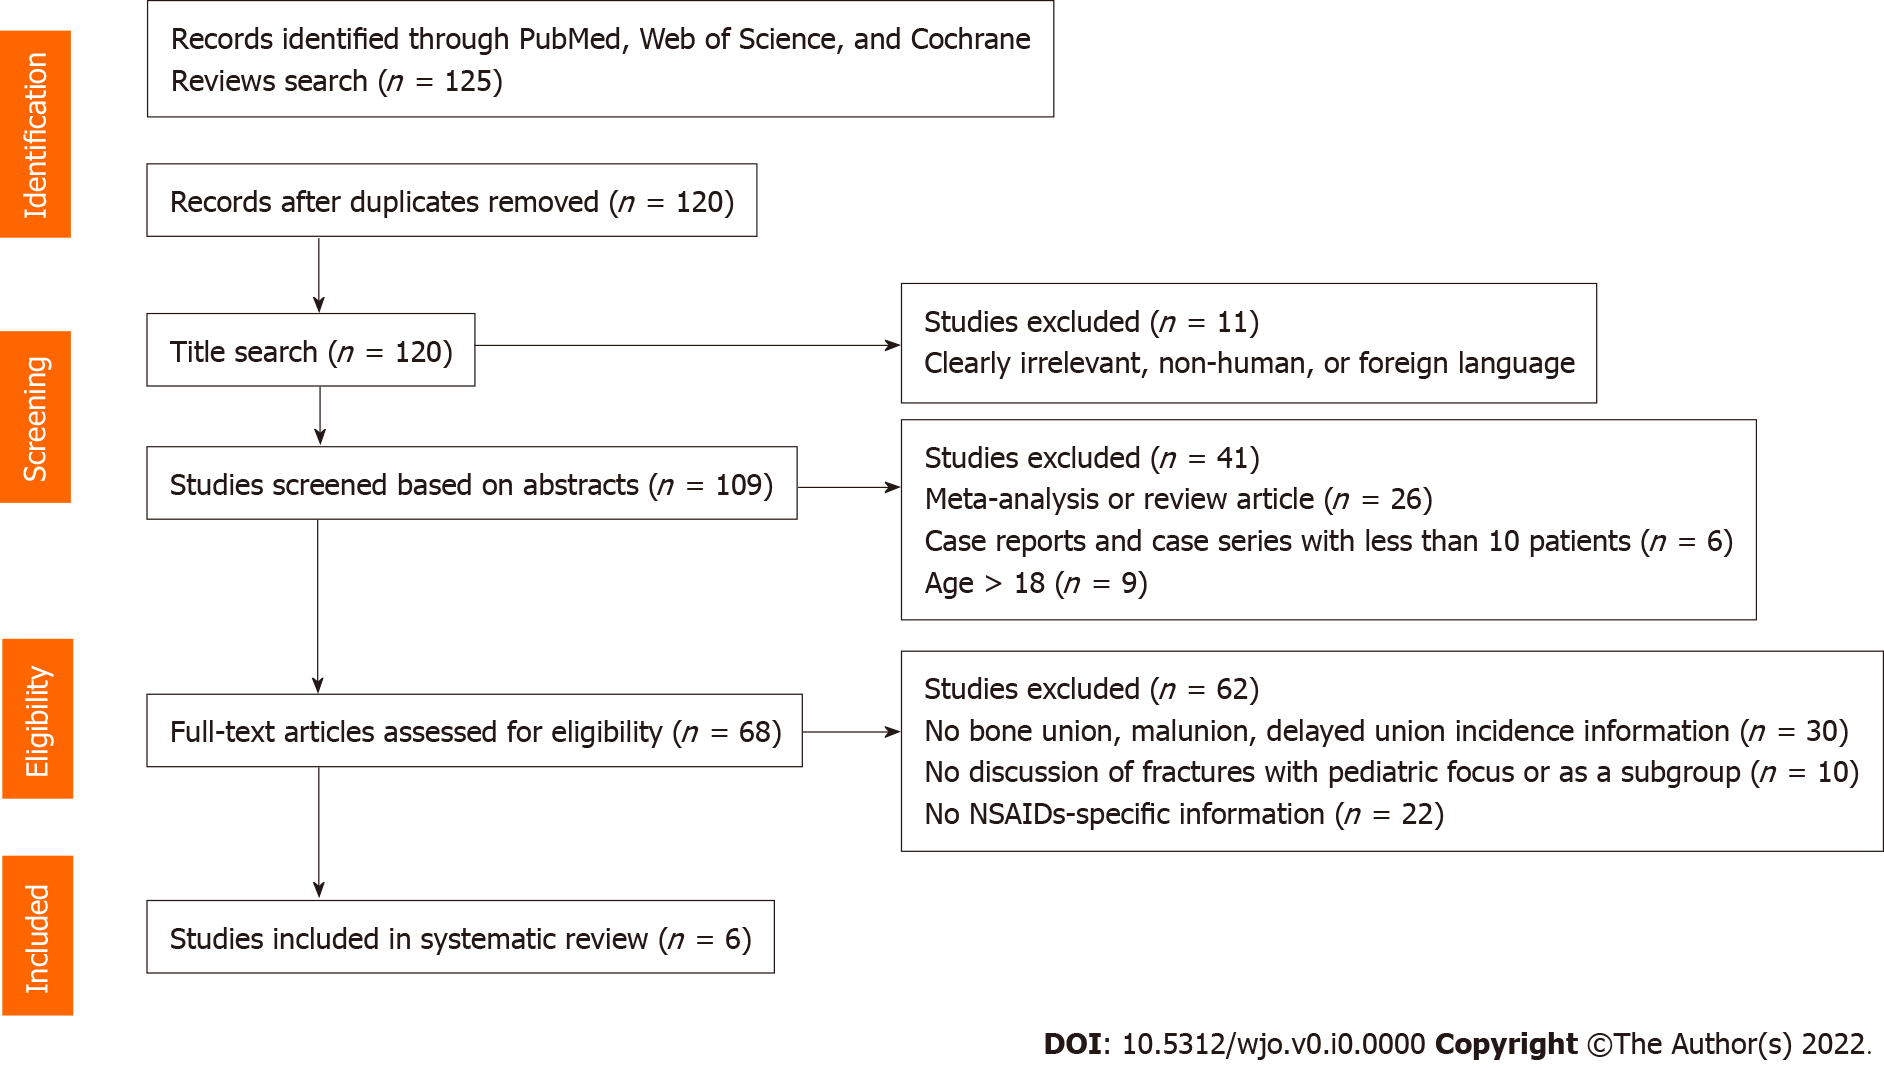 Identification
Records identified through PubMed, Web of Science, and Cochrane
Reviews search (n = 125)
Records after duplicates removed (n = 120)
Screening
Title search (n = 120)
Studies excluded (n = 11)
Clearly irrelevant, non-human, or foreign language
Studies screened based on abstracts (n = 109)
Studies excluded (n = 41)
Meta-analysis or review article (n = 26)
Case reports and case series with less than 10 patients (n = 6)
Age > 18 (n = 9)
Eligibility
Full-text articles assessed for eligibility (n = 68)
Studies excluded (n = 62)
No bone union, malunion, delayed union incidence information (n = 30)
No discussion of fractures with pediatric focus or as a subgroup (n = 10)
No NSAIDs-specific information (n = 22)
Included
Studies included in systematic review (n = 6)
DOI: 10.5312/wjo.v0.i0.0000 Copyright ©The Author(s) 2022.